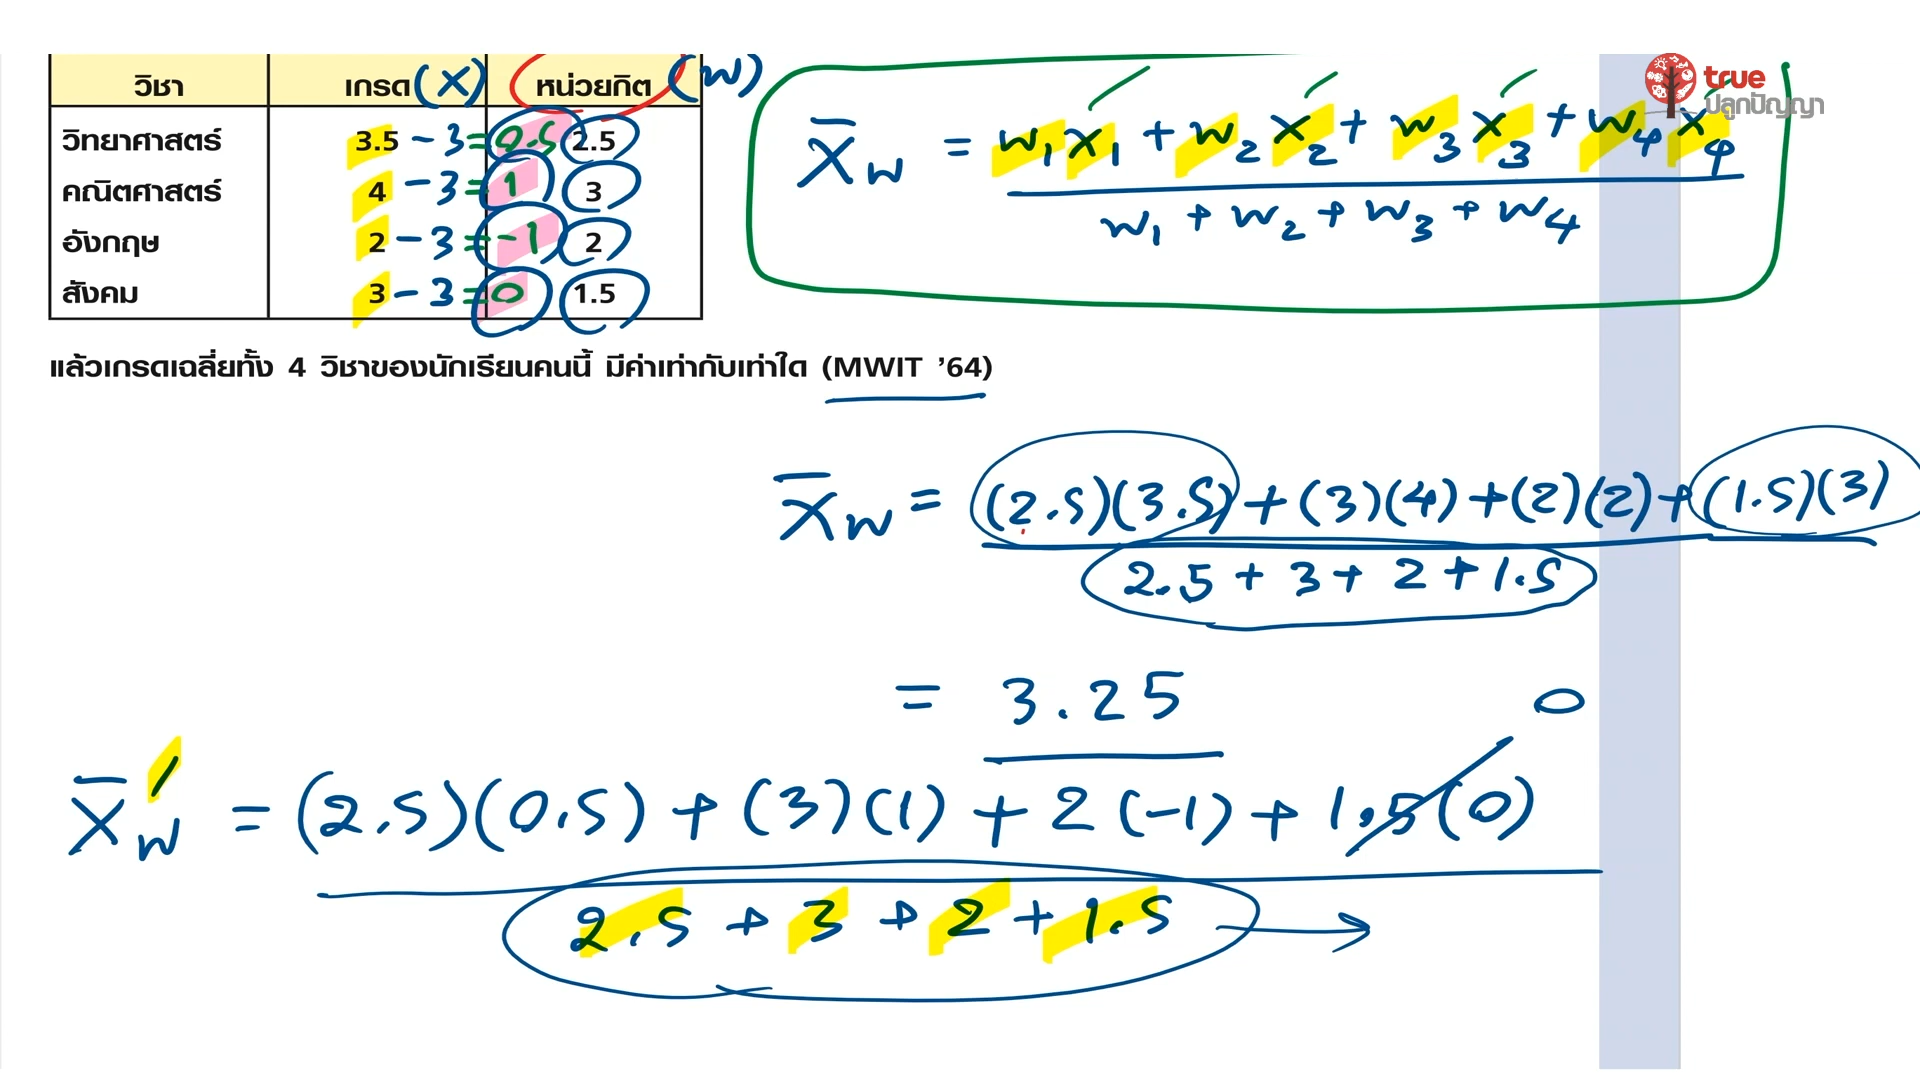 true
ปลูกปัญญา
วิชา เกรด (X) หน่วยกิต (W)
วิทยาศาสตร์ 3.5 - 3 = 0.5 2.5
คณิตศาสตร์ 4 - 3 = 1 3
อังกฤษ 2 - 3 = -1 2
สังคม 3 - 3 = 0 1.5
X̄w = w₁x₁ + w₂x₂ + w₃x₃ + w₄x₄
w₁ + w₂ + w₃ + w₄
แล้วเกรดเฉลี่ยทั้ง 4 วิชาของนักเรียนคนนี้ มีค่าเท่ากับเท่าใด (MWIT ’64)
X̄w = (2.5)(3.5) + (3)(4) + (2)(2) + (1.5)(3)
2.5 + 3 + 2 + 1.5
= 3.25
0
X̄w′ = (2.5)(0.5) + (3)(1) + 2(-1) + 1.5(0)
2.5 + 3 + 2 + 1.5 →